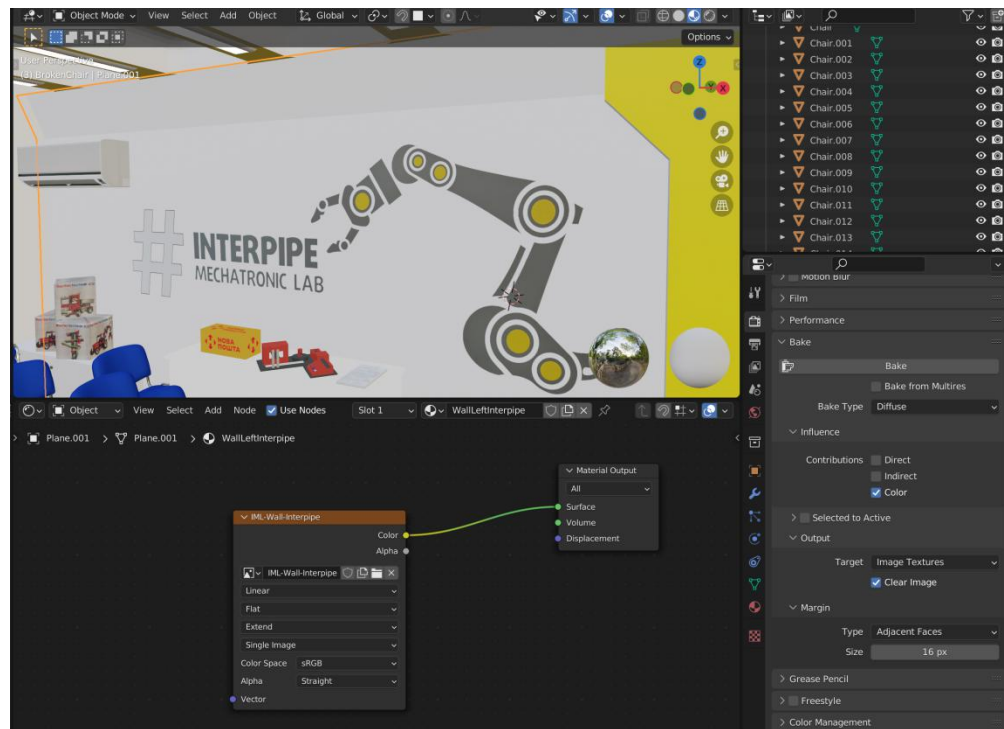 Object Mode View Select Add Object Global
Options
User Perspective
(3) BrokenChair | Plane.001
Z
Y
X
INTERPIPE
MECHATRONIC LAB
НОВА
ПОШТА
Chair
Chair.001
Chair.002
Chair.003
Chair.004
Chair.005
Chair.006
Chair.007
Chair.008
Chair.009
Chair.010
Chair.011
Chair.012
Chair.013
Object View Select Add Node Use Nodes Slot 1 WallLeftInterpipe
Plane.001 > Plane.001 > WallLeftInterpipe
IML-Wall-Interpipe
Color
Alpha
IML-Wall-Interpipe
Linear
Flat
Extend
Single Image
Color Space sRGB
Alpha Straight
Vector
Material Output
All
Surface
Volume
Displacement
Motion Blur
Film
Performance
Bake
Bake
Bake from Multires
Bake Type Diffuse
Influence
Contributions Direct
Indirect
Color
Selected to Active
Output
Target Image Textures
Clear Image
Margin
Type Adjacent Faces
Size 16 px
Grease Pencil
Freestyle
Color Management